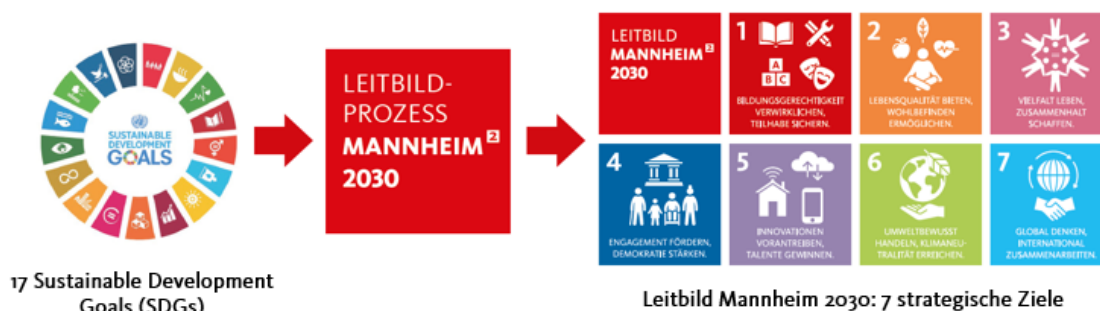 SUSTAINABLE
DEVELOPMENT
GOALS
17 Sustainable Development
Goals (SDGs)
LEITBILD-
PROZESS
MANNHEIM²
2030
LEITBILD
MANNHEIM²
2030
1
A
B C
BILDUNGSGERECHTIGKEIT
VERWIRKLICHEN,
TEILHABE SICHERN.
2
LEBENSQUALITÄT BIETEN,
WOHLBEFINDEN
ERMÖGLICHEN.
3
VIELFALT LEBEN,
ZUSAMMENHALT
SCHAFFEN.
4
ENGAGEMENT FÖRDERN,
DEMOKRATIE STÄRKEN.
5
INNOVATIONEN
VORANTREIBEN,
TALENTE GEWINNEN.
6
UMWELTBEWUSST
HANDELN, KLIMANEU-
TRALITÄT ERREICHEN.
7
GLOBAL DENKEN,
INTERNATIONAL
ZUSAMMENARBEITEN.
Leitbild Mannheim 2030: 7 strategische Ziele